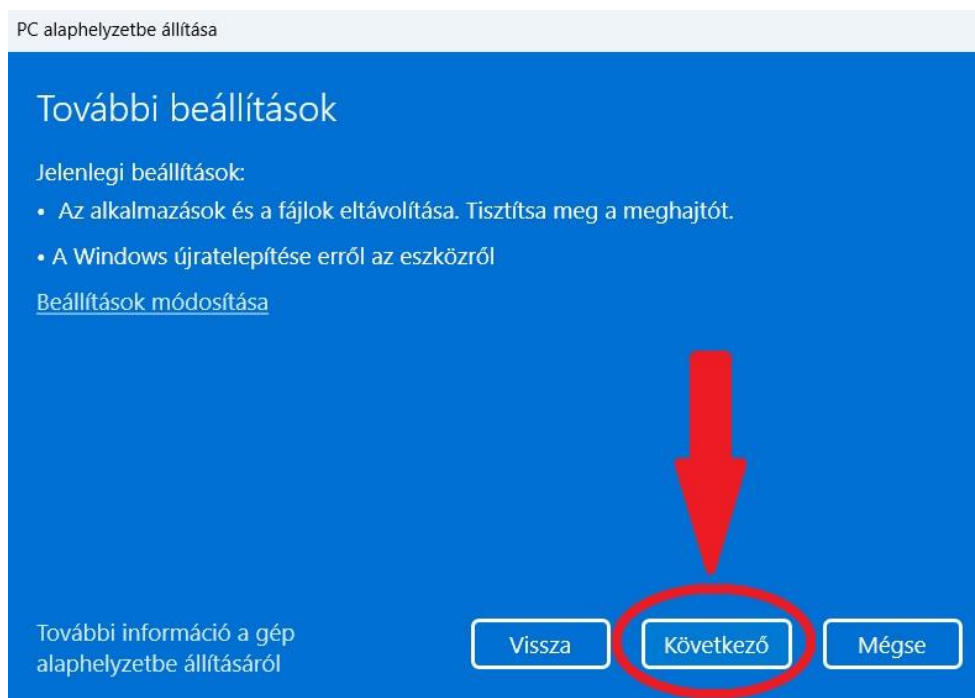 PC alaphelyzetbe állítása
További beállítások
Jelenlegi beállítások:
• Az alkalmazások és a fájlok eltávolítása. Tisztítsa meg a meghajtót.
• A Windows újratelepítése erről az eszközről
Beállítások módosítása
További információ a gép
alaphelyzetbe állításáról
Vissza
Következő
Mégse